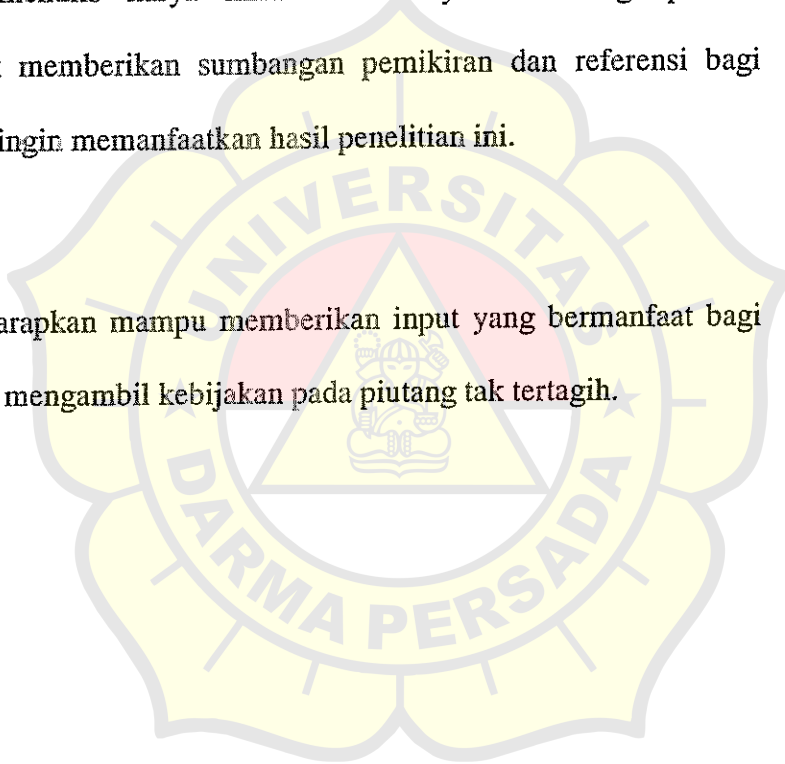 memberikan sumbangan pemikiran dan referensi bagi
ingin memanfaatkan hasil penelitian ini.
UNIVERSITAS
arapkan mampu memberikan input yang bermanfaat bagi
mengambil kebijakan pada piutang tak tertagih.
DARMA PERSADA